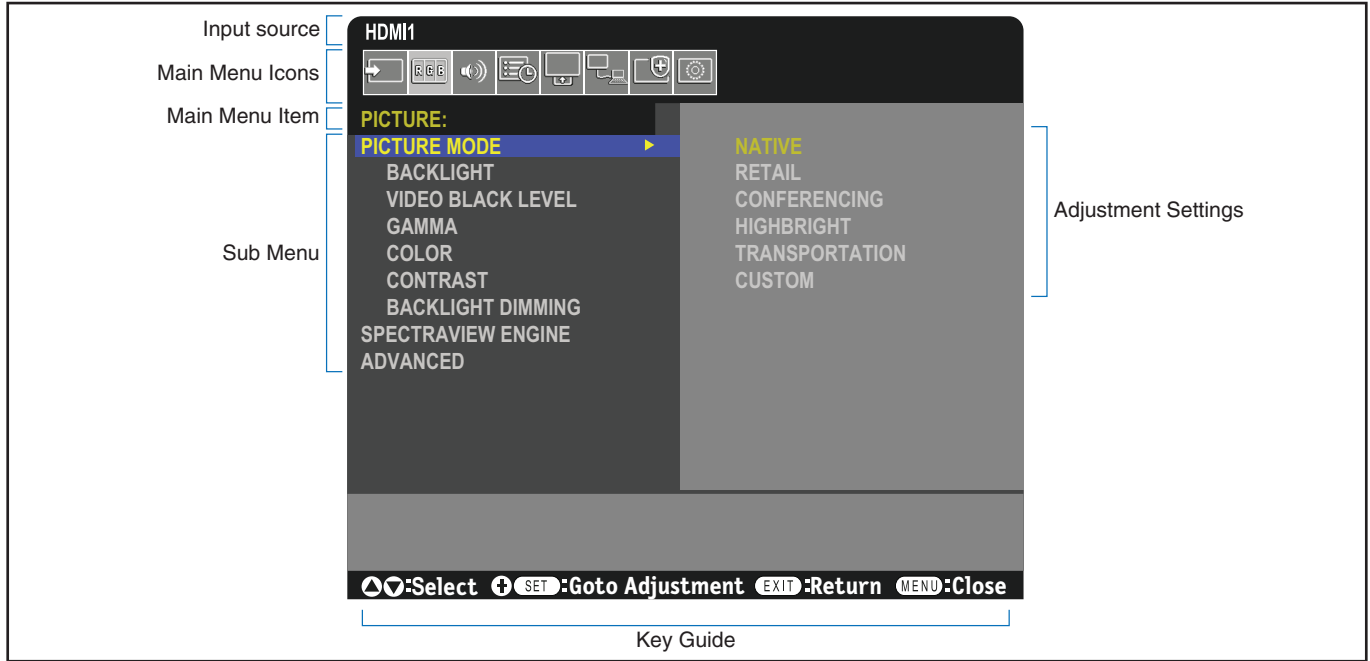 Input source
HDMI1
Main Menu Icons
RGB
Main Menu Item
PICTURE:
PICTURE MODE
BACKLIGHT
VIDEO BLACK LEVEL
GAMMA
COLOR
CONTRAST
BACKLIGHT DIMMING
SPECTRAVIEW ENGINE
ADVANCED
Sub Menu
NATIVE
RETAIL
CONFERENCING
HIGHBRIGHT
TRANSPORTATION
CUSTOM
Adjustment Settings
:Select SET :Goto Adjustment EXIT :Return MENU :Close
Key Guide